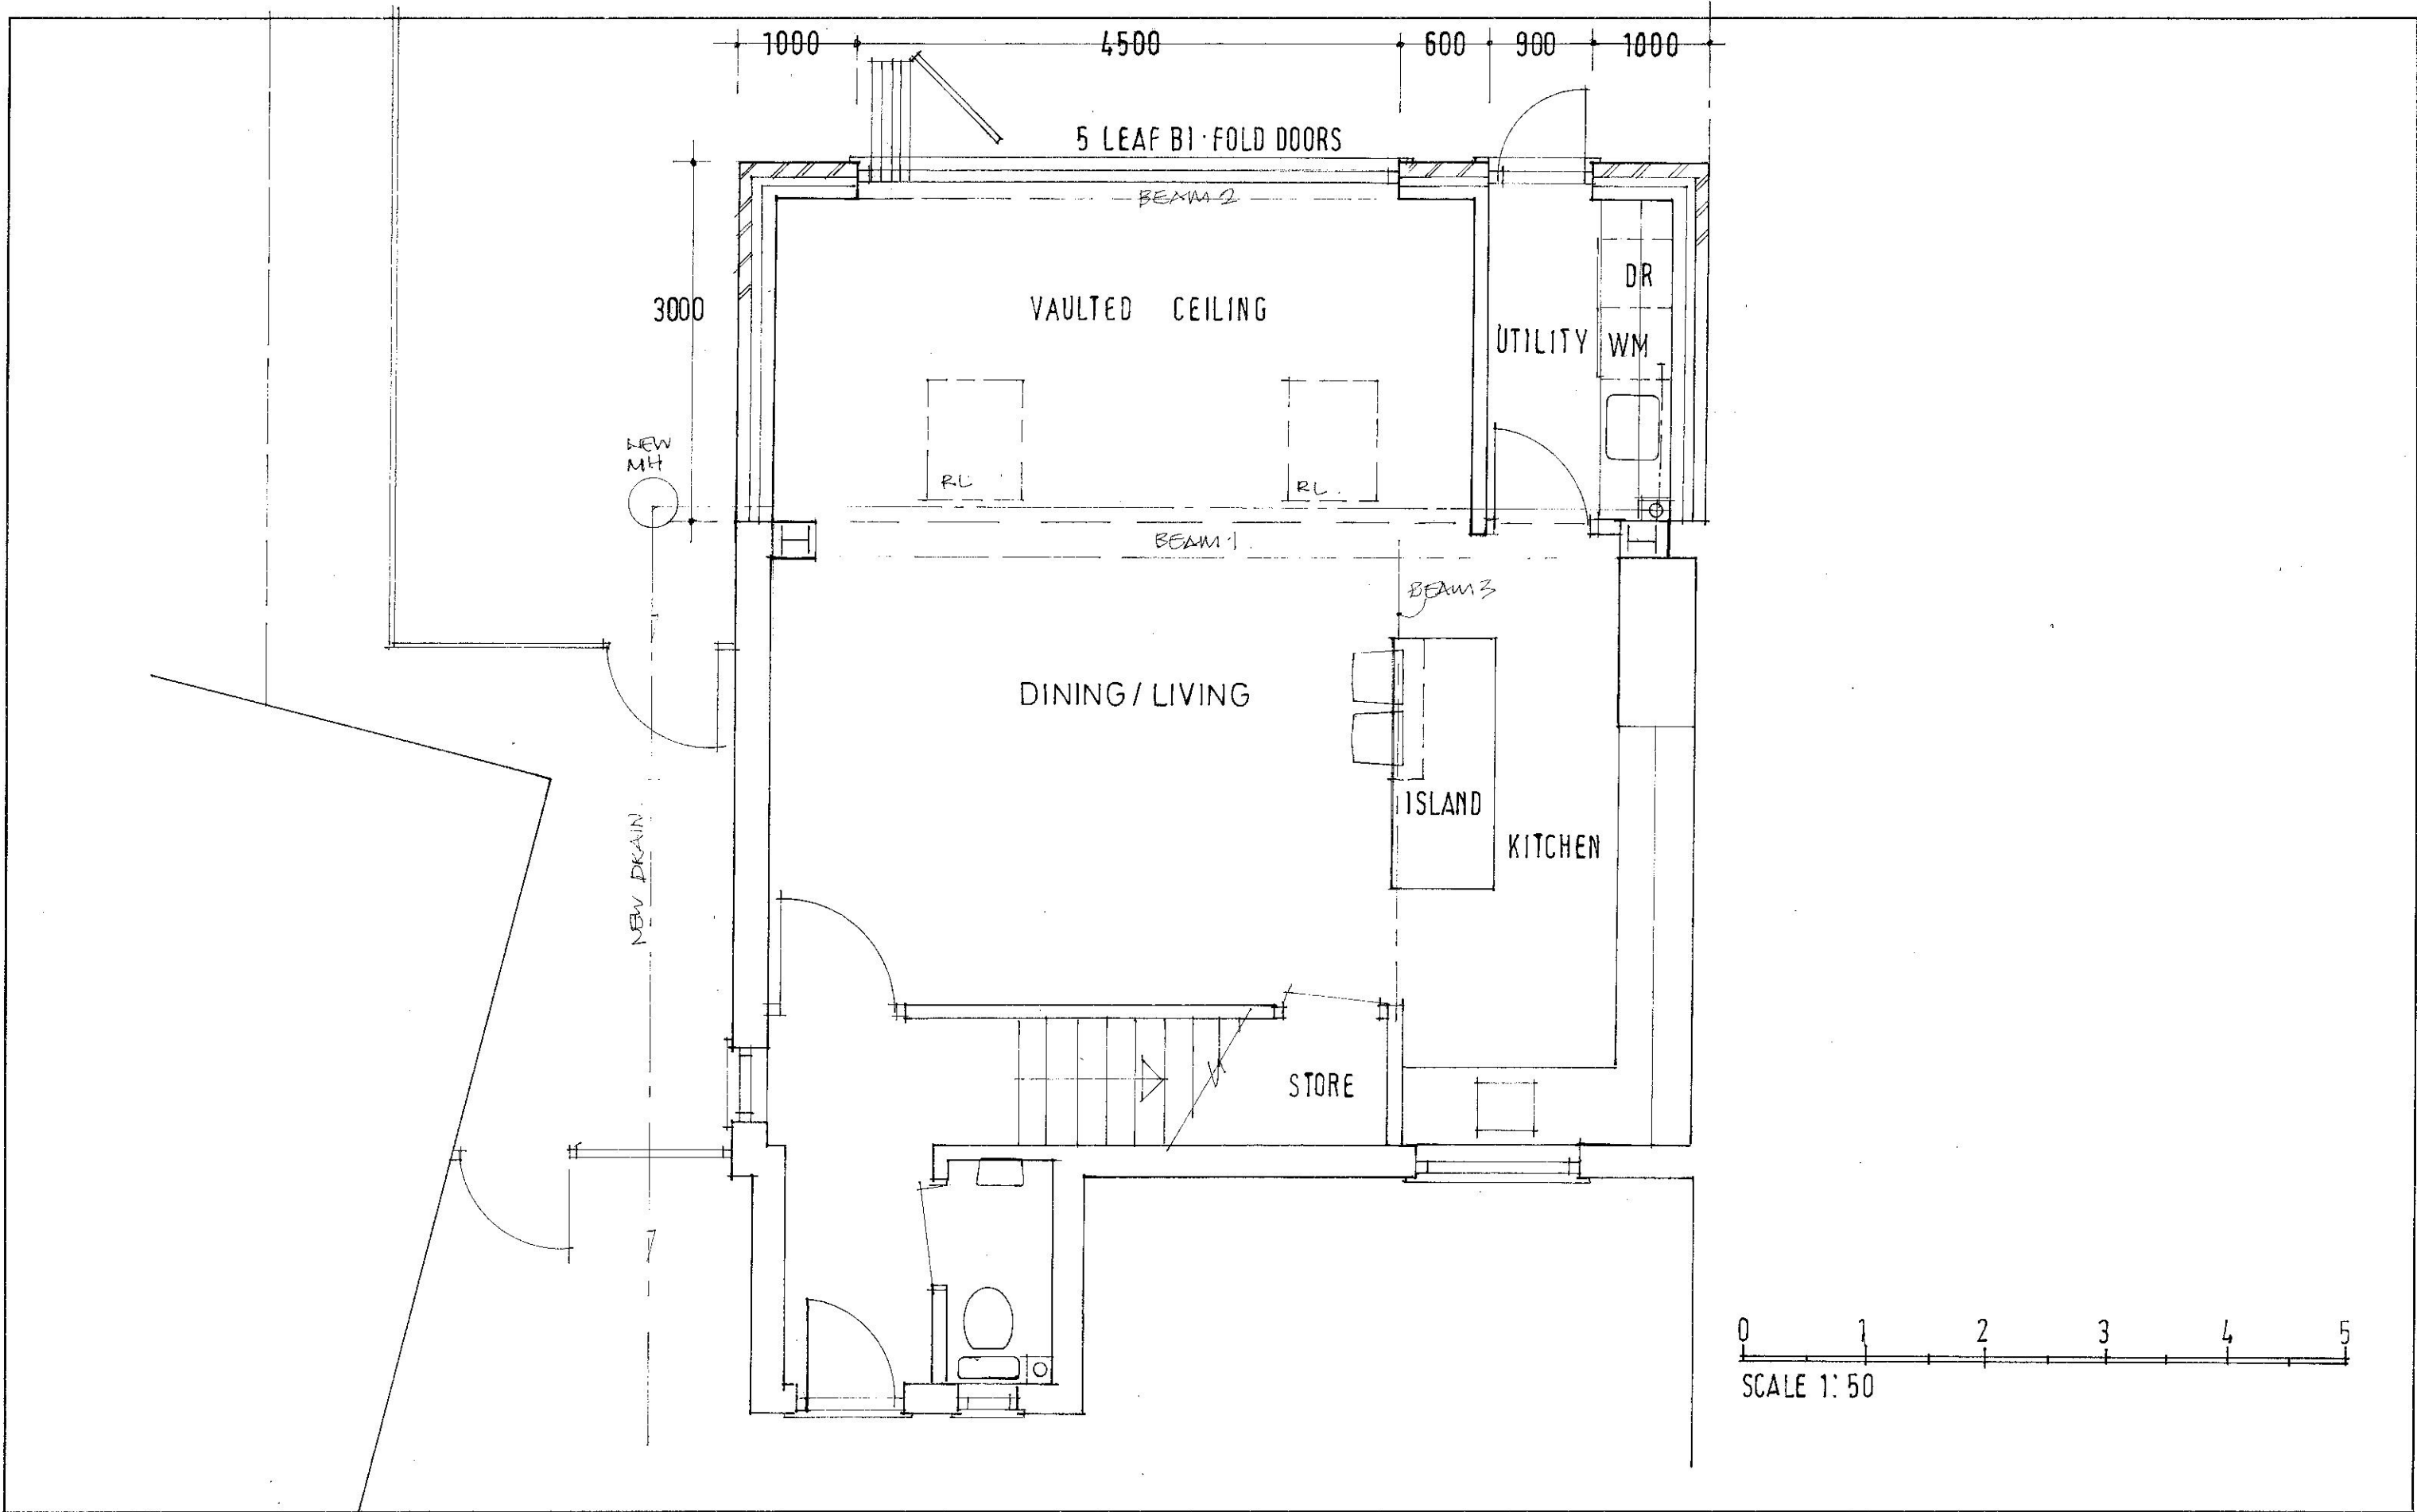 1000 4500 600 900 1000
5 LEAF BI·FOLD DOORS
BEAM 2
3000
VAULTED CEILING
DR
UTILITY WM
NEW
MH
RL
RL.
BEAM 1.
BEAM 3
DINING / LIVING
ISLAND
KITCHEN
NEW DRAIN.
STORE
0 1 2 3 4 5
SCALE 1:50